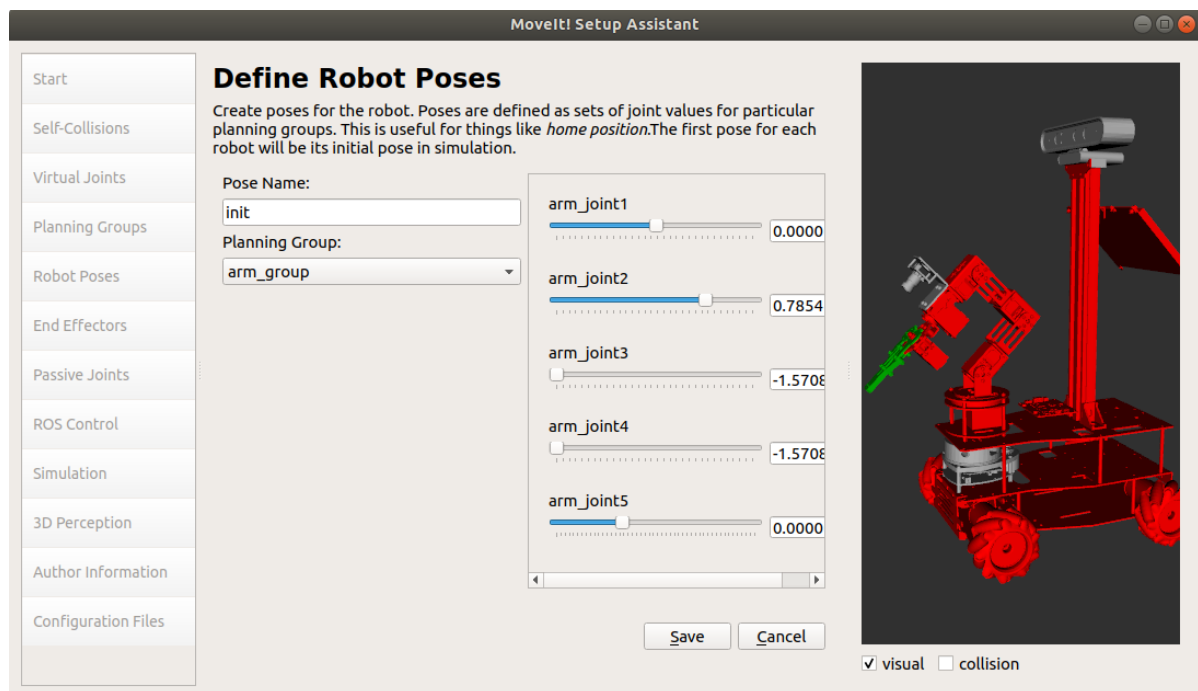 MoveIt! Setup Assistant
Start
Self-Collisions
Virtual Joints
Planning Groups
Robot Poses
End Effectors
Passive Joints
ROS Control
Simulation
3D Perception
Author Information
Configuration Files
Define Robot Poses
Create poses for the robot. Poses are defined as sets of joint values for particular
planning groups. This is useful for things like home position.The first pose for each
robot will be its initial pose in simulation.
Pose Name:
init
Planning Group:
arm_group
arm_joint1
0.0000
arm_joint2
0.7854
arm_joint3
-1.5708
arm_joint4
-1.5708
arm_joint5
0.0000
Save
Cancel
visual
collision